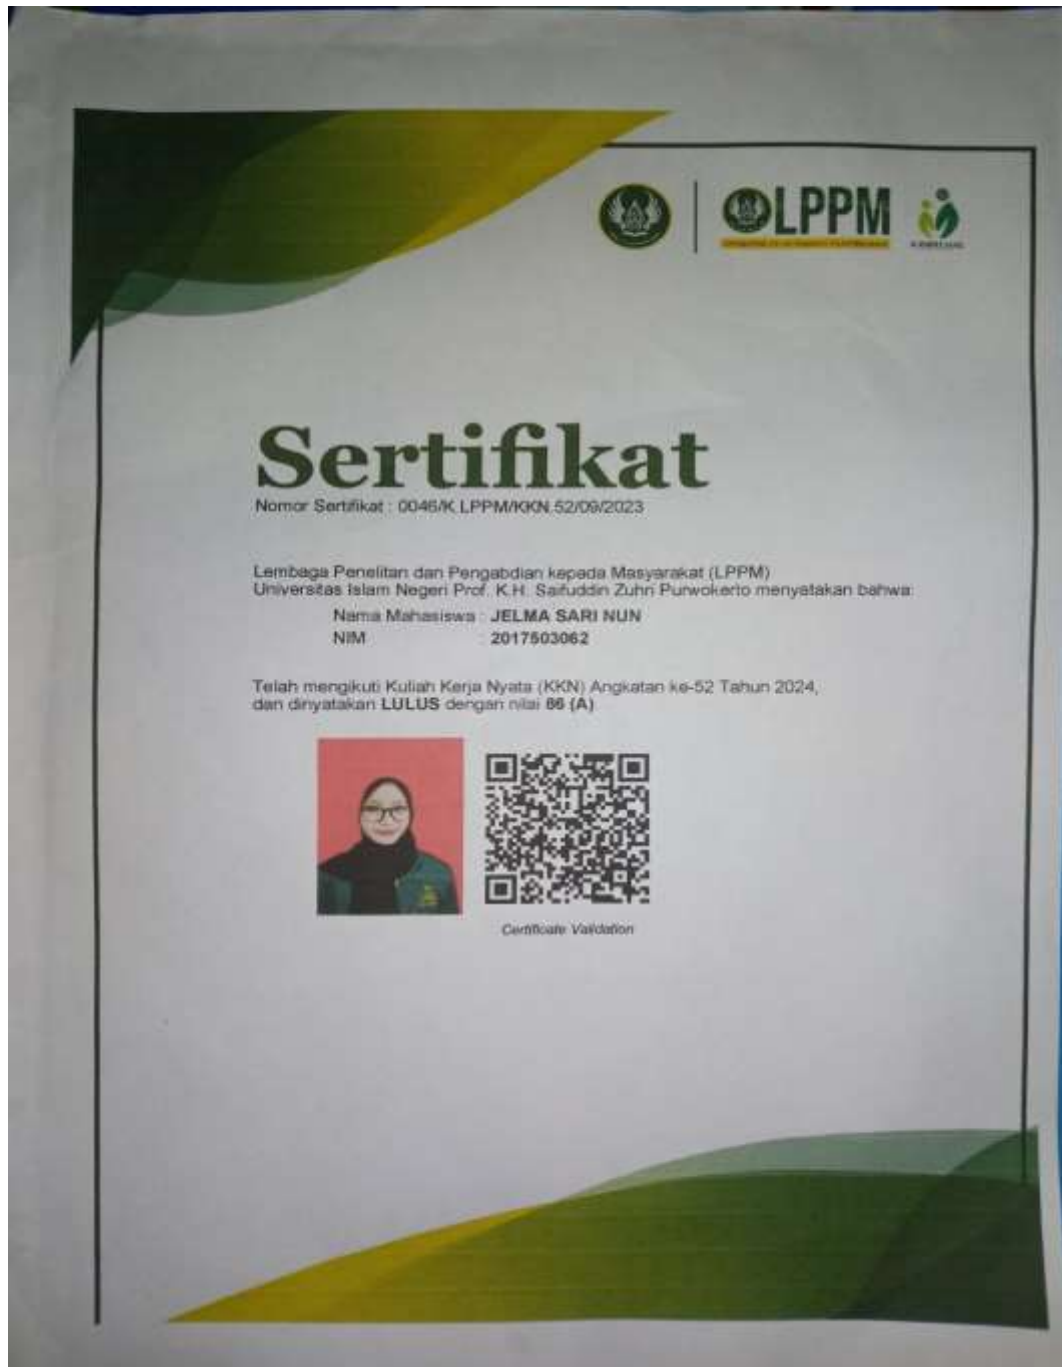 LPPM
Sertifikat
Nomor Sertifikat : 0046/K.LPPM/KKN.52/09/2023
Lembaga Penelitan dan Pengabdian kepada Masyarakat (LPPM)
Universitas Islam Negeri Prof. K.H. Saifuddin Zuhri Purwokerto menyatakan bahwa:
Nama Mahasiswa : JELMA SARI NUN
NIM : 2017503062
Telah mengikuti Kuliah Kerja Nyata (KKN) Angkatan ke-52 Tahun 2024,
dan dinyatakan LULUS dengan nilai (A)
Certificate Validation